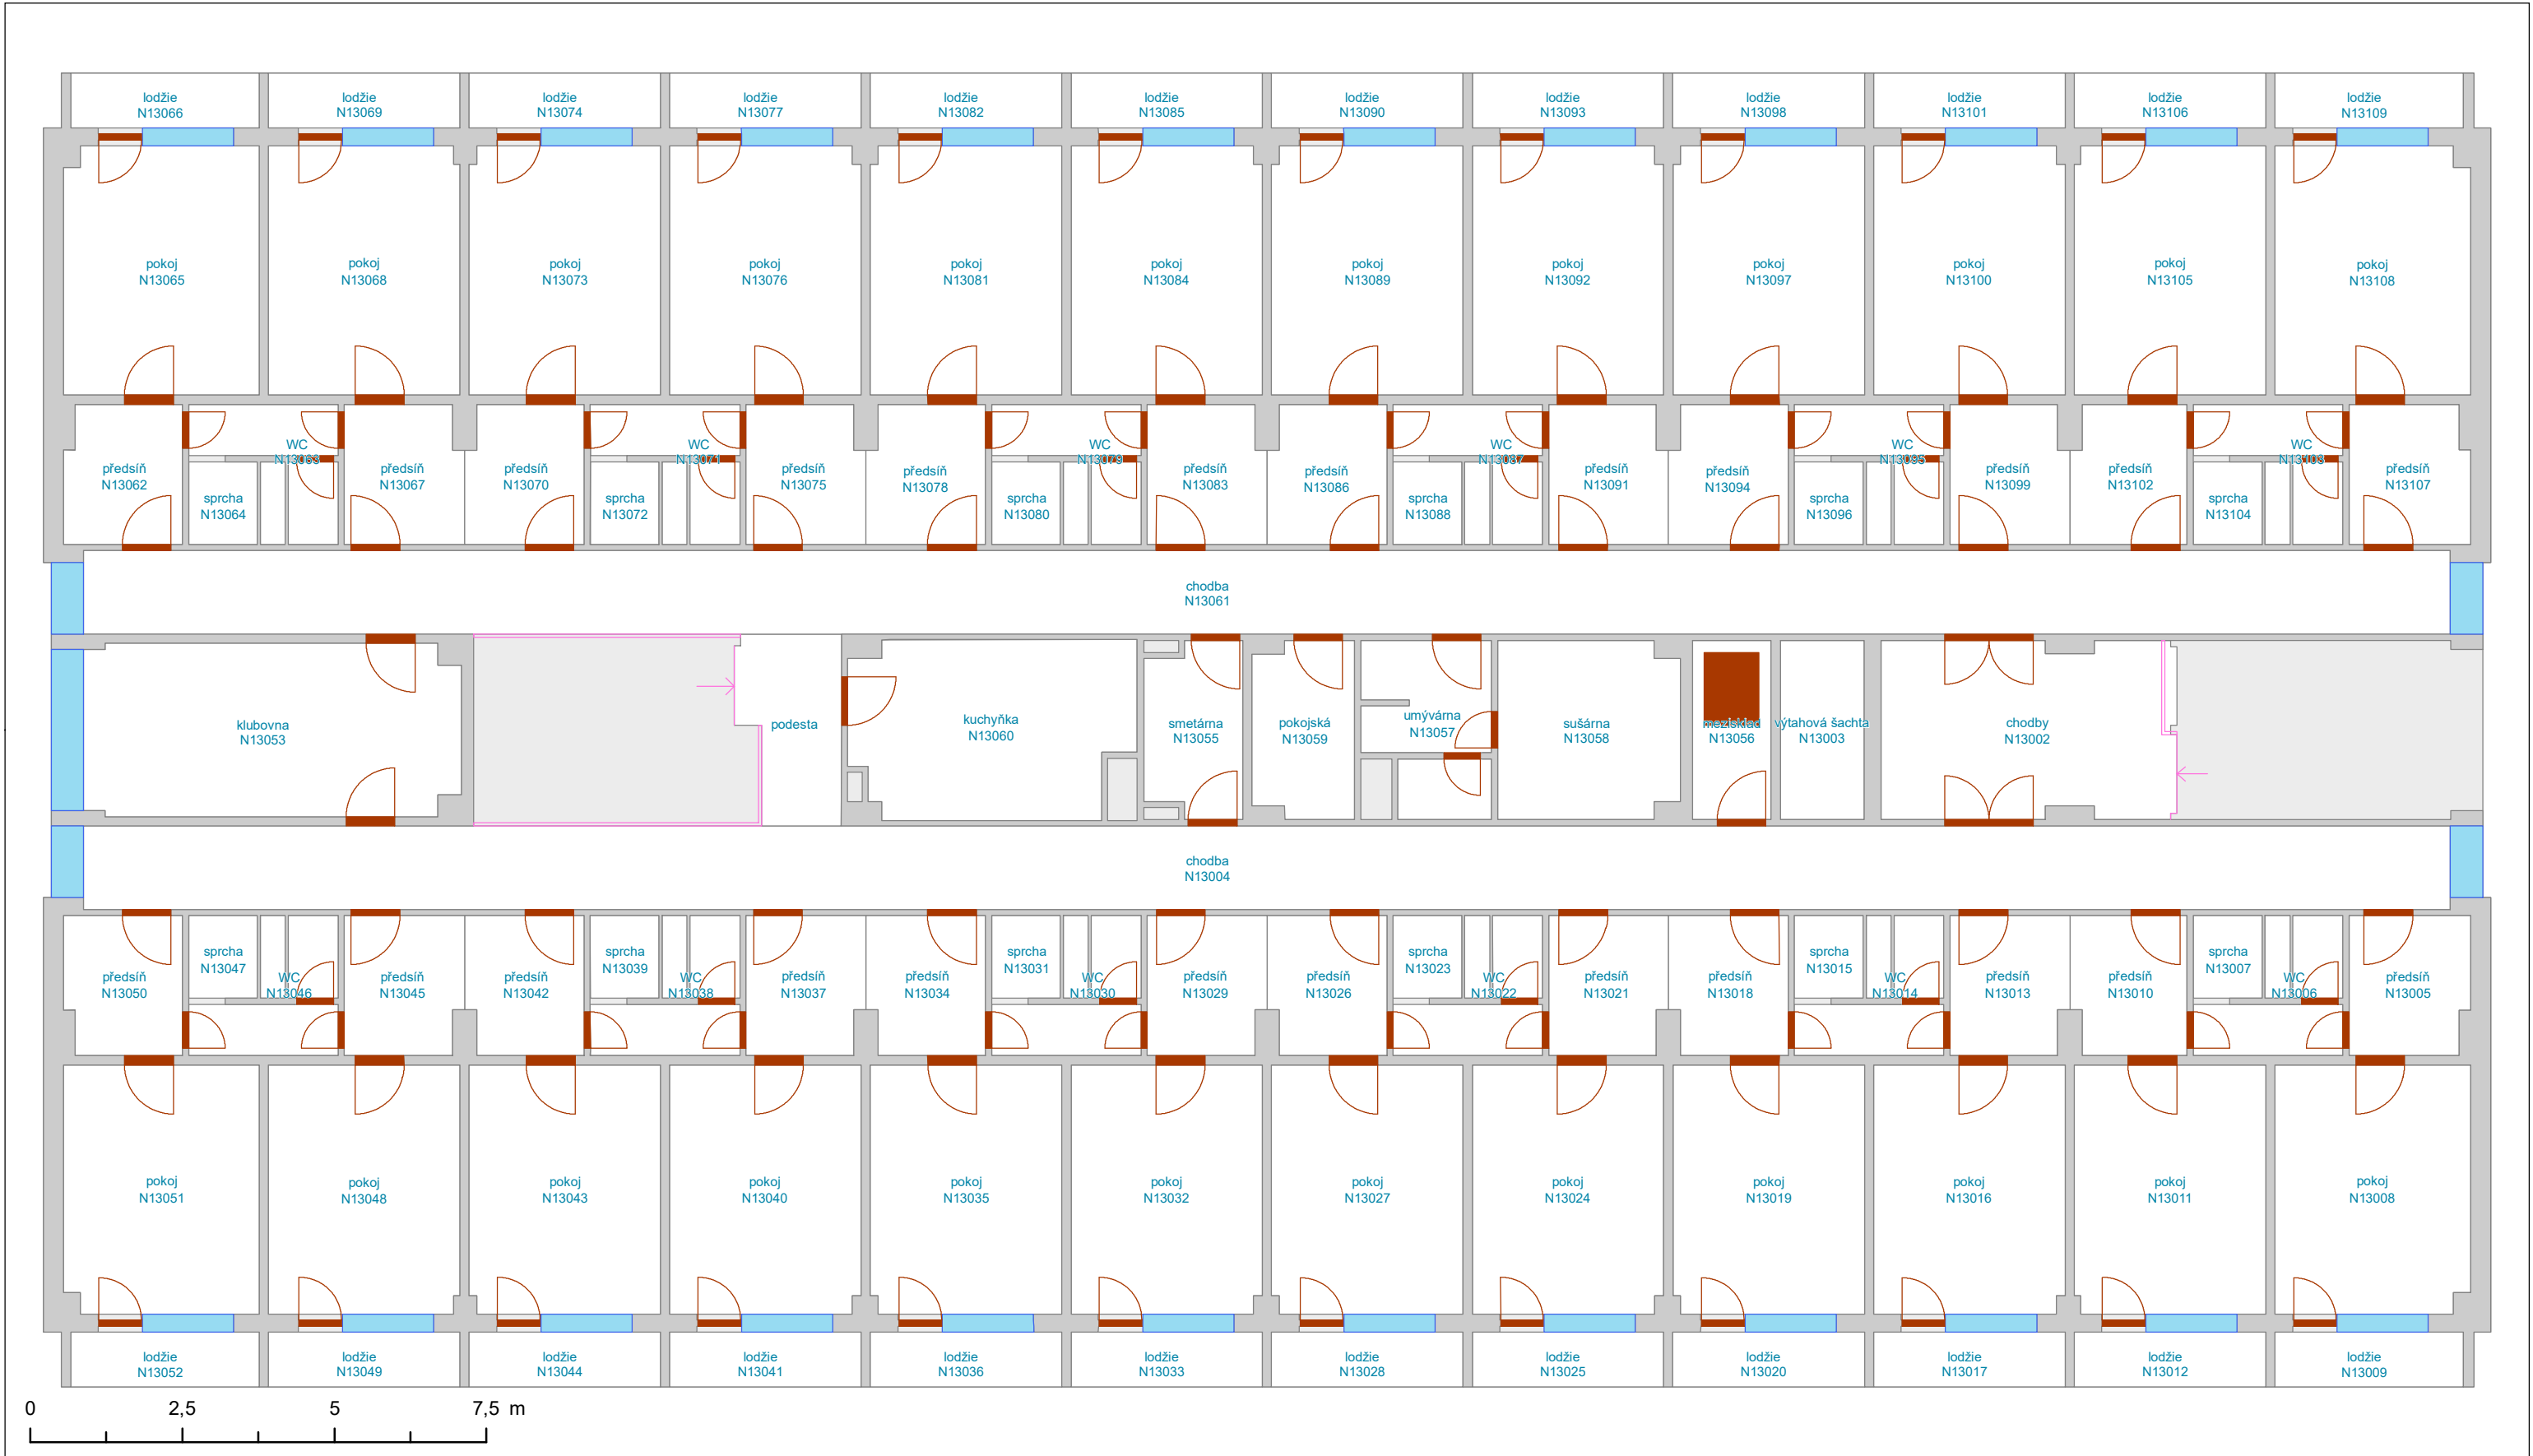 lodžie
N13066
lodžie
N13069
lodžie
N13074
lodžie
N13077
lodžie
N13082
lodžie
N13085
lodžie
N13090
lodžie
N13093
lodžie
N13098
lodžie
N13101
lodžie
N13106
lodžie
N13109
pokoj
N13065
pokoj
N13068
pokoj
N13073
pokoj
N13076
pokoj
N13081
pokoj
N13084
pokoj
N13089
pokoj
N13092
pokoj
N13097
pokoj
N13100
pokoj
N13105
pokoj
N13108
předsíň
N13062
WC
N13063
sprcha
N13064
předsíň
N13067
předsíň
N13070
WC
N13071
sprcha
N13072
předsíň
N13075
předsíň
N13078
WC
N13079
sprcha
N13080
předsíň
N13083
předsíň
N13086
WC
N13087
sprcha
N13088
předsíň
N13091
předsíň
N13094
WC
N13095
sprcha
N13096
předsíň
N13099
předsíň
N13102
WC
N13103
sprcha
N13104
předsíň
N13107
chodba
N13061
klubovna
N13053
podesta
kuchyňka
N13060
smetárna
N13055
pokojská
N13059
umývárna
N13057
sušárna
N13058
mezisklad
N13056
výtahová šachta
N13003
chodby
N13002
chodba
N13004
předsíň
N13050
sprcha
N13047
WC
N13046
předsíň
N13045
předsíň
N13042
sprcha
N13039
WC
N13038
předsíň
N13037
předsíň
N13034
sprcha
N13031
WC
N13030
předsíň
N13029
předsíň
N13026
sprcha
N13023
WC
N13022
předsíň
N13021
předsíň
N13018
sprcha
N13015
WC
N13014
předsíň
N13013
předsíň
N13010
sprcha
N13007
WC
N13006
předsíň
N13005
pokoj
N13051
pokoj
N13048
pokoj
N13043
pokoj
N13040
pokoj
N13035
pokoj
N13032
pokoj
N13027
pokoj
N13024
pokoj
N13019
pokoj
N13016
pokoj
N13011
pokoj
N13008
lodžie
N13052
lodžie
N13049
lodžie
N13044
lodžie
N13041
lodžie
N13036
lodžie
N13033
lodžie
N13028
lodžie
N13025
lodžie
N13020
lodžie
N13017
lodžie
N13012
lodžie
N13009
0 2,5 5 7,5 m